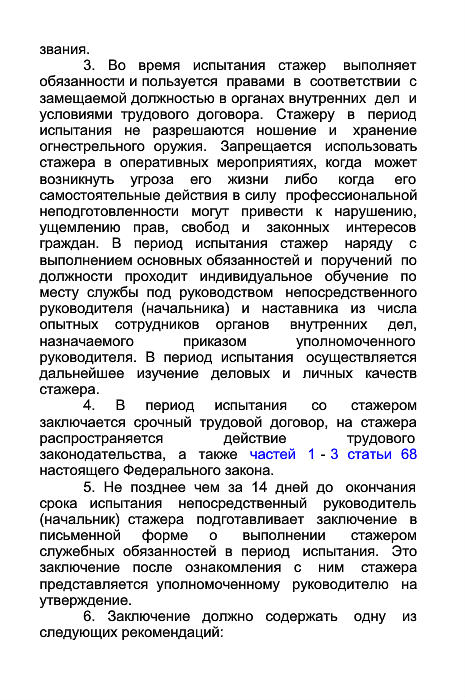 звания.
3. Во время испытания стажер выполняет
обязанности и пользуется правами в соответствии с
замещаемой должностью в органах внутренних дел и
условиями трудового договора. Стажеру в период
испытания не разрешаются ношение и хранение
огнестрельного оружия. Запрещается использовать
стажера в оперативных мероприятиях, когда может
возникнуть угроза его жизни либо когда его
самостоятельные действия в силу профессиональной
неподготовленности могут привести к нарушению,
ущемлению прав, свобод и законных интересов
граждан. В период испытания стажер наряду с
выполнением основных обязанностей и поручений по
должности проходит индивидуальное обучение по
месту службы под руководством непосредственного
руководителя (начальника) и наставника из числа
опытных сотрудников органов внутренних дел,
назначаемого приказом уполномоченного
руководителя. В период испытания осуществляется
дальнейшее изучение деловых и личных качеств
стажера.
4. В период испытания со стажером
заключается срочный трудовой договор, на стажера
распространяется действие трудового
законодательства, а также частей 1 - 3 статьи 68
настоящего Федерального закона.
5. Не позднее чем за 14 дней до окончания
срока испытания непосредственный руководитель
(начальник) стажера подготавливает заключение в
письменной форме о выполнении стажером
служебных обязанностей в период испытания. Это
заключение после ознакомления с ним стажера
представляется уполномоченному руководителю на
утверждение.
6. Заключение должно содержать одну из
следующих рекомендаций: